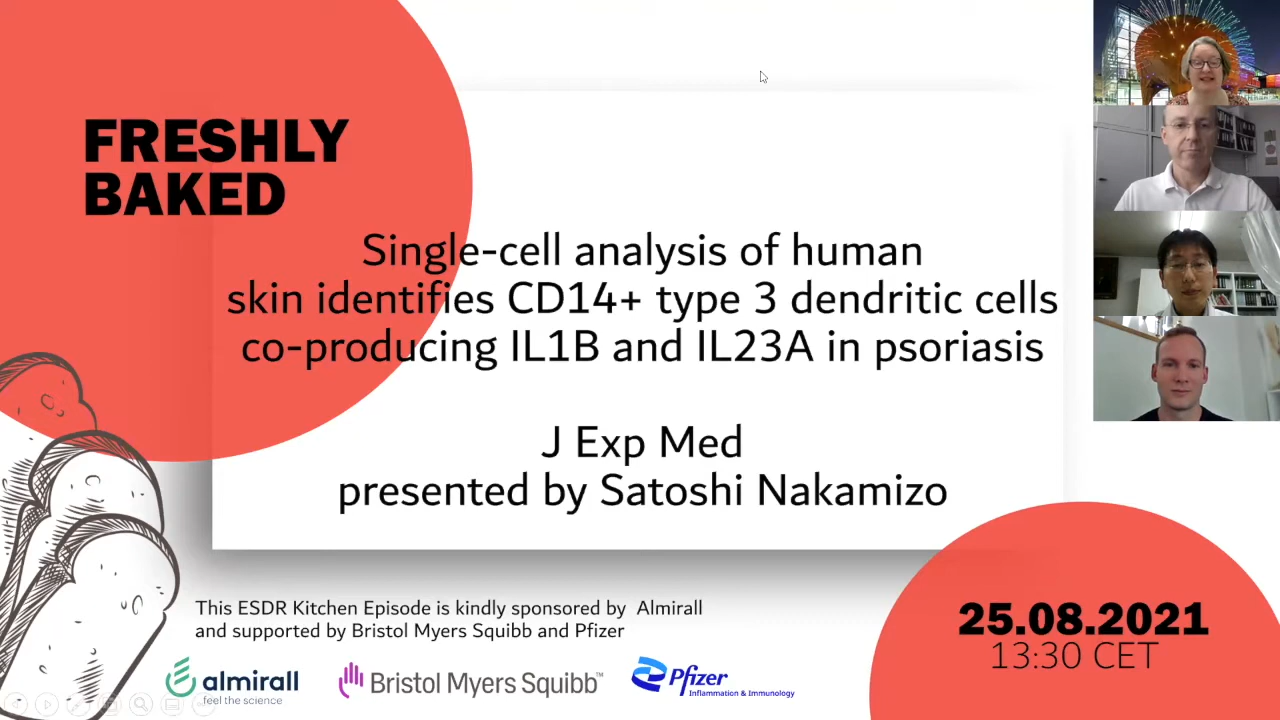 FRESHLY
BAKED
Single-cell analysis of human
skin identifies CD14+ type 3 dendritic cells
co-producing IL1B and IL23A in psoriasis
J Exp Med
presented by Satoshi Nakamizo
This ESDR Kitchen Episode is kindly sponsored by Almirall
and supported by Bristol Myers Squibb and Pfizer
almirall
feel the science
Bristol Myers Squibb™
Pfizer
Inflammation & Immunology
25.08.2021
13:30 CET